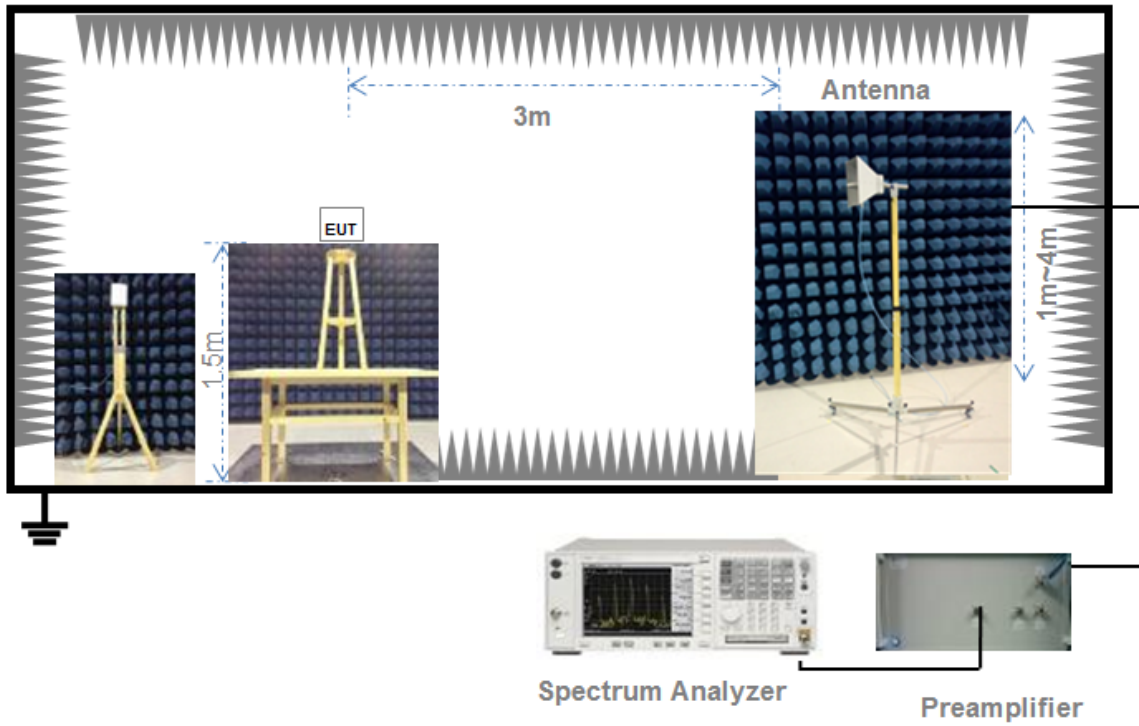 Antenna
3m
EUT
1.5m
1m~4m
Spectrum Analyzer
Preamplifier